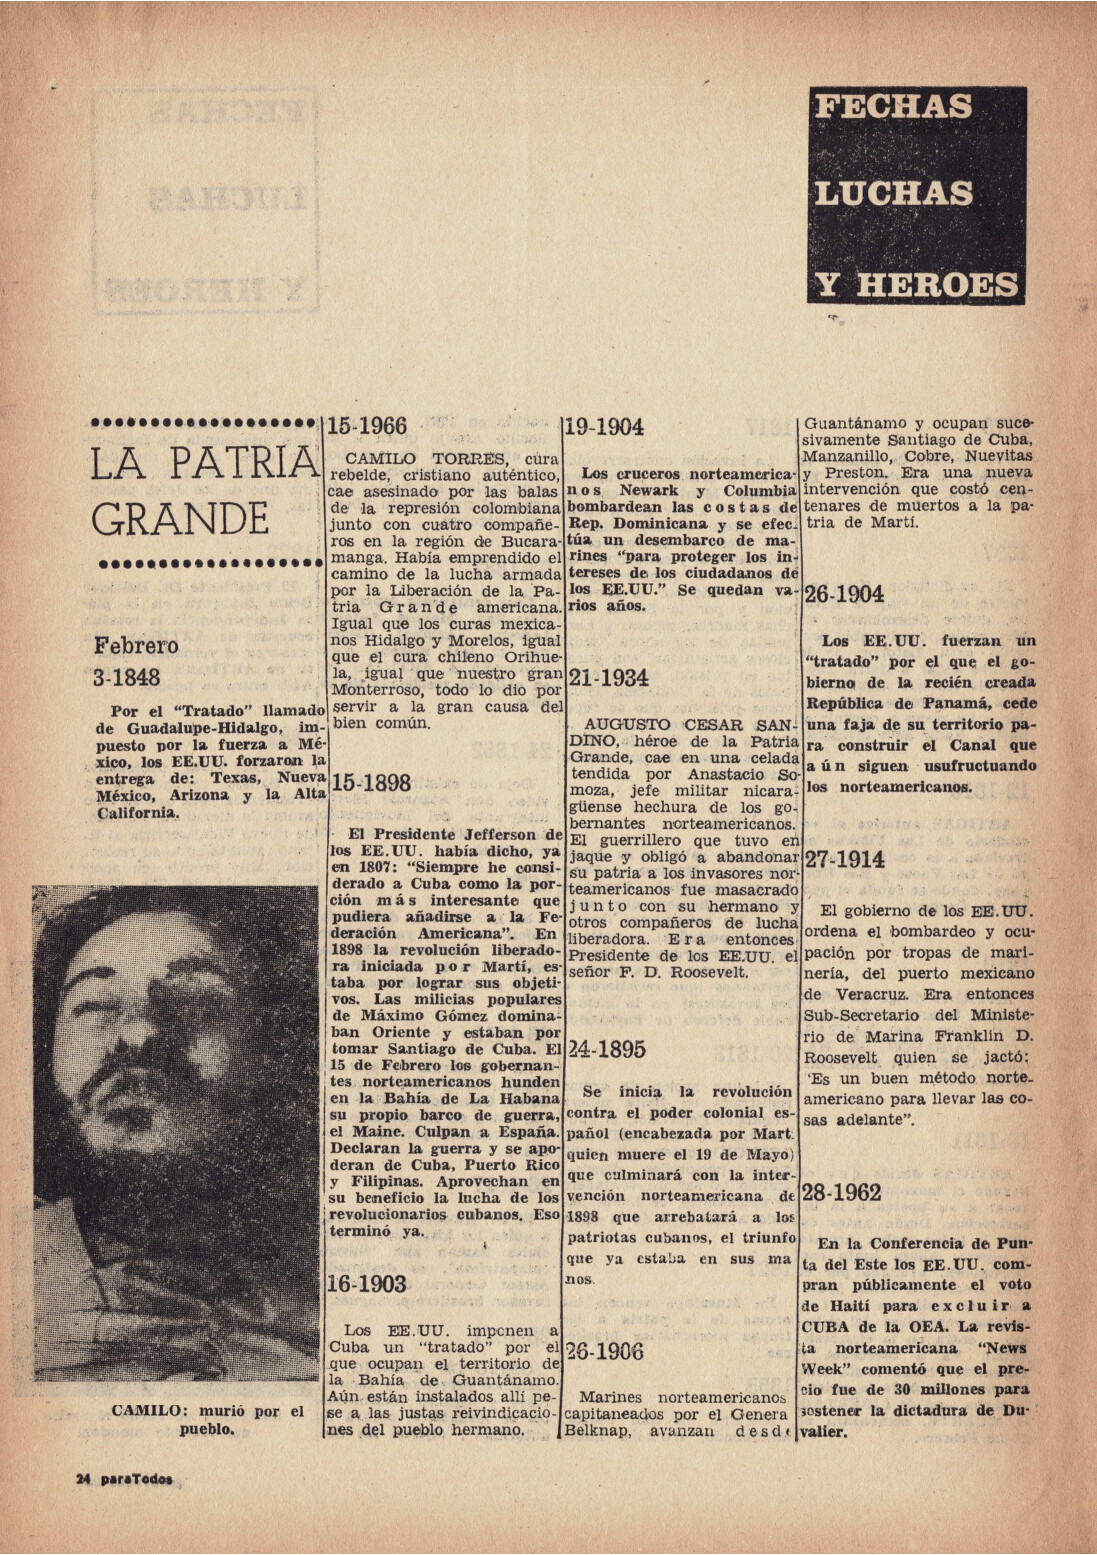 FECHAS
LUCHAS
Y HEROES
LA PATRIA
GRANDE
Febrero
3-1848
Por el “Tratado” llamado
de Guadalupe-Hidalgo, im-
puesto por la fuerza a Mé-
xico, los EE.UU. forzaron la
entrega de: Texas, Nueva
México, Arizona y la Alta
California.
CAMILO: murió por el
pueblo.
15-1966
CAMILO TORRES, cura
rebelde, cristiano auténtico,
cae asesinado por las balas
de la represión colombiana
junto con cuatro compañe-
ros en la región de Bucara-
manga. Había emprendido el
camino de la lucha armada
por la Liberación de la Pa-
tria Grande americana.
Igual que los curas mexica-
nos Hidalgo y Morelos, igual
que el cura chileno Orihue-
la, igual que nuestro gran
Monterroso, todo lo dio por
servir a la gran causa del
bien común.
15-1898
El Presidente Jefferson de
los EE.UU. había dicho, ya
en 1807: “Siempre he consi-
derado a Cuba como la por-
ción más interesante que
pudiera añadirse a la Fe-
deración Americana”. En
1898 la revolución liberado-
ra iniciada por Martí, es-
taba por lograr sus objeti-
vos. Las milicias populares
de Máximo Gómez domina-
ban Oriente y estaban por
tomar Santiago de Cuba. El
15 de Febrero los gobernan-
tes norteamericanos hunden
en la Bahía de La Habana
su propio barco de guerra,
el Maine. Culpan a España.
Declaran la guerra y se apo-
deran de Cuba, Puerto Rico
y Filipinas. Aprovechan en
su beneficio la lucha de los
revolucionarios cubanos. Eso
terminó ya.
16-1903
Los EE.UU. imponen a
Cuba un “tratado” por el
que ocupan el territorio de
la Bahía de Guantánamo.
Aún están instalados allí pe-
se a las justas reivindicacio-
nes del pueblo hermano.
19-1904
Los cruceros norteamerica-
nos Newark y Columbia
bombardean las costas de
Rep. Dominicana y se efec-
túa un desembarco de ma-
rines “para proteger los in-
tereses de los ciudadanos de
los EE.UU.” Se quedan va-
rios años.
21-1934
AUGUSTO CESAR SAN-
DINO, héroe de la Patria
Grande, cae en una celada
tendida por Anastacio So-
moza, jefe militar nicara-
güense hechura de los go-
bernantes norteamericanos.
El guerrillero que tuvo en
jaque y obligó a abandonar
su patria a los invasores nor-
teamericanos fue masacrado
junto con su hermano y
otros compañeros de lucha
liberadora. Era entonces
Presidente de los EE.UU. el
señor F. D. Roosevelt.
24-1895
Se inicia la revolución
contra el poder colonial es-
pañol (encabezada por Mart
quien muere el 19 de Mayo)
que culminará con la inter-
vención norteamericana de
1898 que arrebatará a los
patriotas cubanos, el triunfo
que ya estaba en sus ma
nos.
26-1906
Marines norteamericanos
capitaneados por el Genera
Belknap, avanzan desde
Guantánamo y ocupan suce-
sivamente Santiago de Cuba,
Manzanillo, Cobre, Nuevitas
y Preston. Era una nueva
intervención que costó cen-
tenares de muertos a la pa-
tria de Martí.
26-1904
Los EE.UU. fuerzan un
“tratado” por el que el go-
bierno de la recién creada
República de Panamá, cede
una faja de su territorio pa-
ra construir el Canal que
aún siguen usufructuando
los norteamericanos.
27-1914
El gobierno de los EE.UU.
ordena el bombardeo y ocu-
pación por tropas de mari-
nería, del puerto mexicano
de Veracruz. Era entonces
Sub-Secretario del Ministe-
rio de Marina Franklin D.
Roosevelt quien se jactó:
‘Es un buen método norte-
americano para llevar las co-
sas adelante”.
28-1962
En la Conferencia de Pun-
ta del Este los EE.UU. com-
pran públicamente el voto
de Haití para excluir a
CUBA de la OEA. La revis-
ta norteamericana “News
Week” comentó que el pre-
cio fue de 30 millones para
sostener la dictadura de Du-
valier.
24 paraTodos